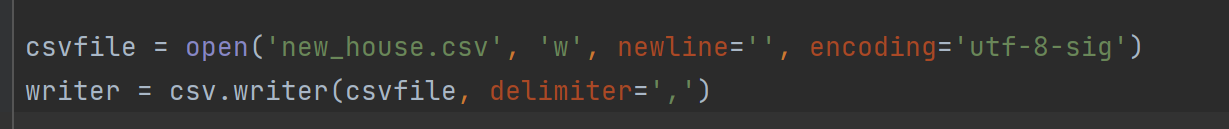 csvfile = open('new_house.csv', 'w', newline='', encoding='utf-8-sig')
writer = csv.writer(csvfile, delimiter=',')